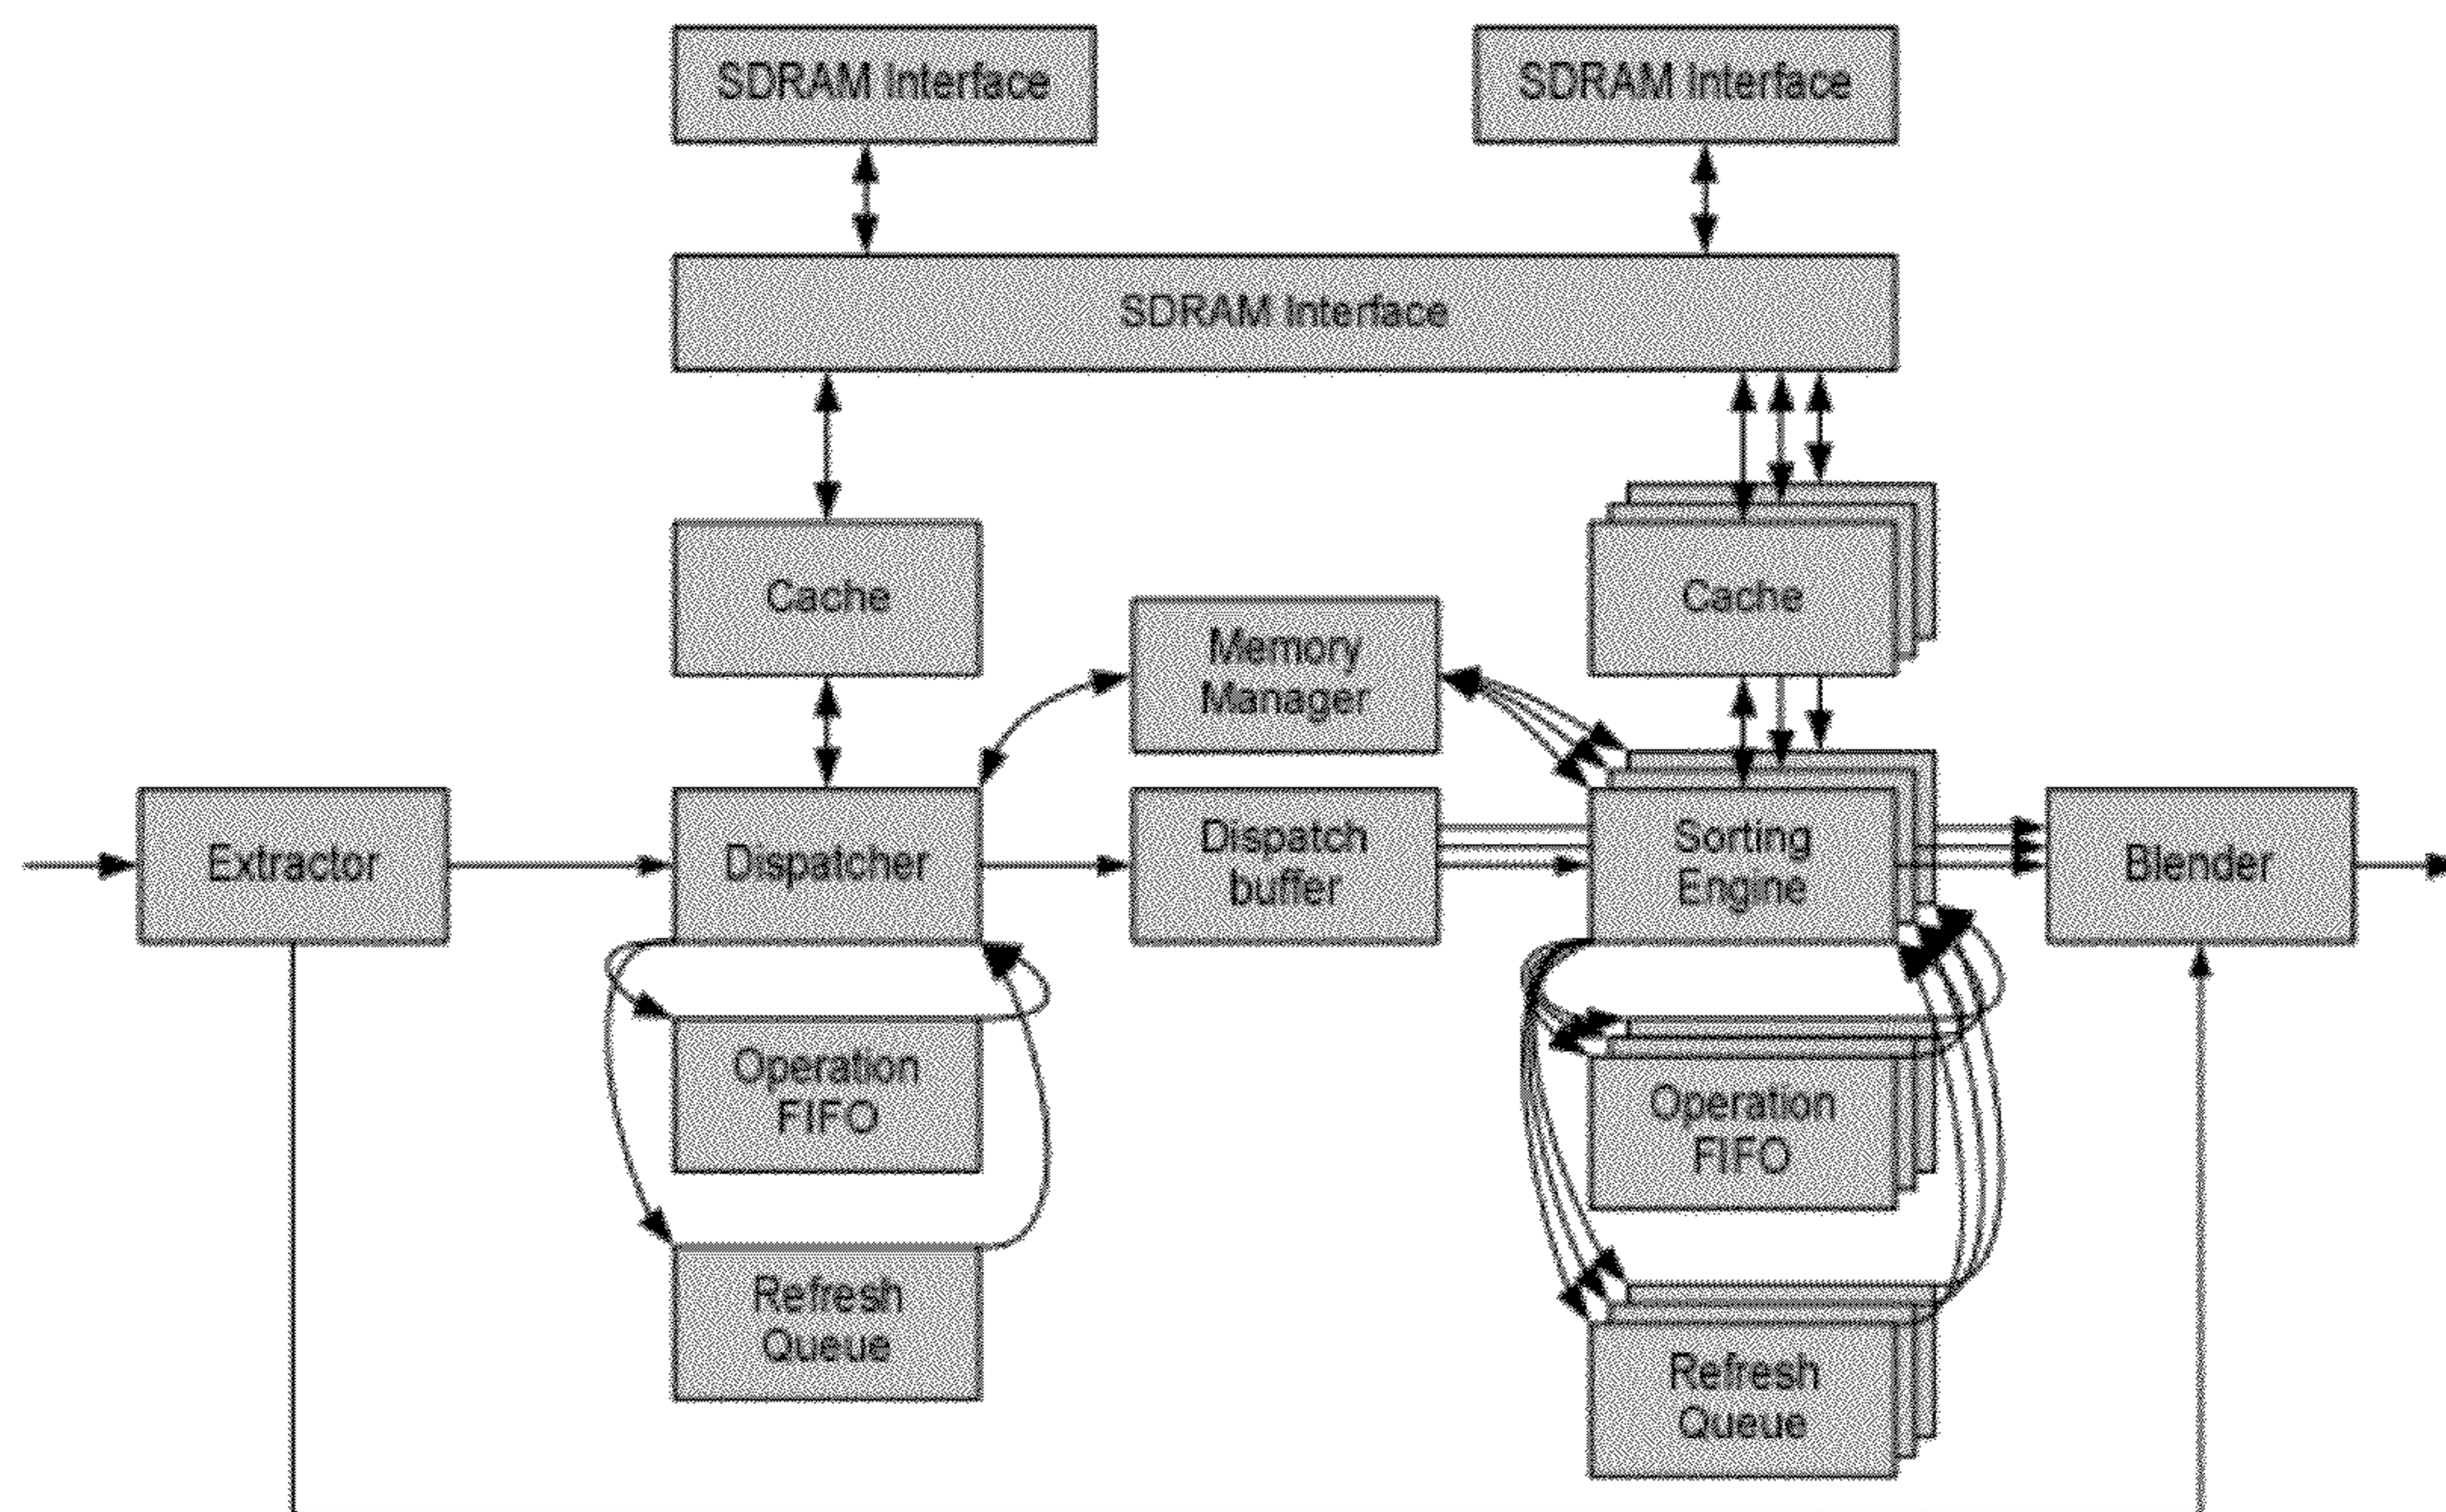 SDRAM Interface
SDRAM Interface
SDRAM Interface
Cache
Cache
Memory
Manager
Extractor
Dispatcher
Dispatch
buffer
Sorting
Engine
Blender
Operation
FIFO
Operation
FIFO
Refresh
Queue
Refresh
Queue